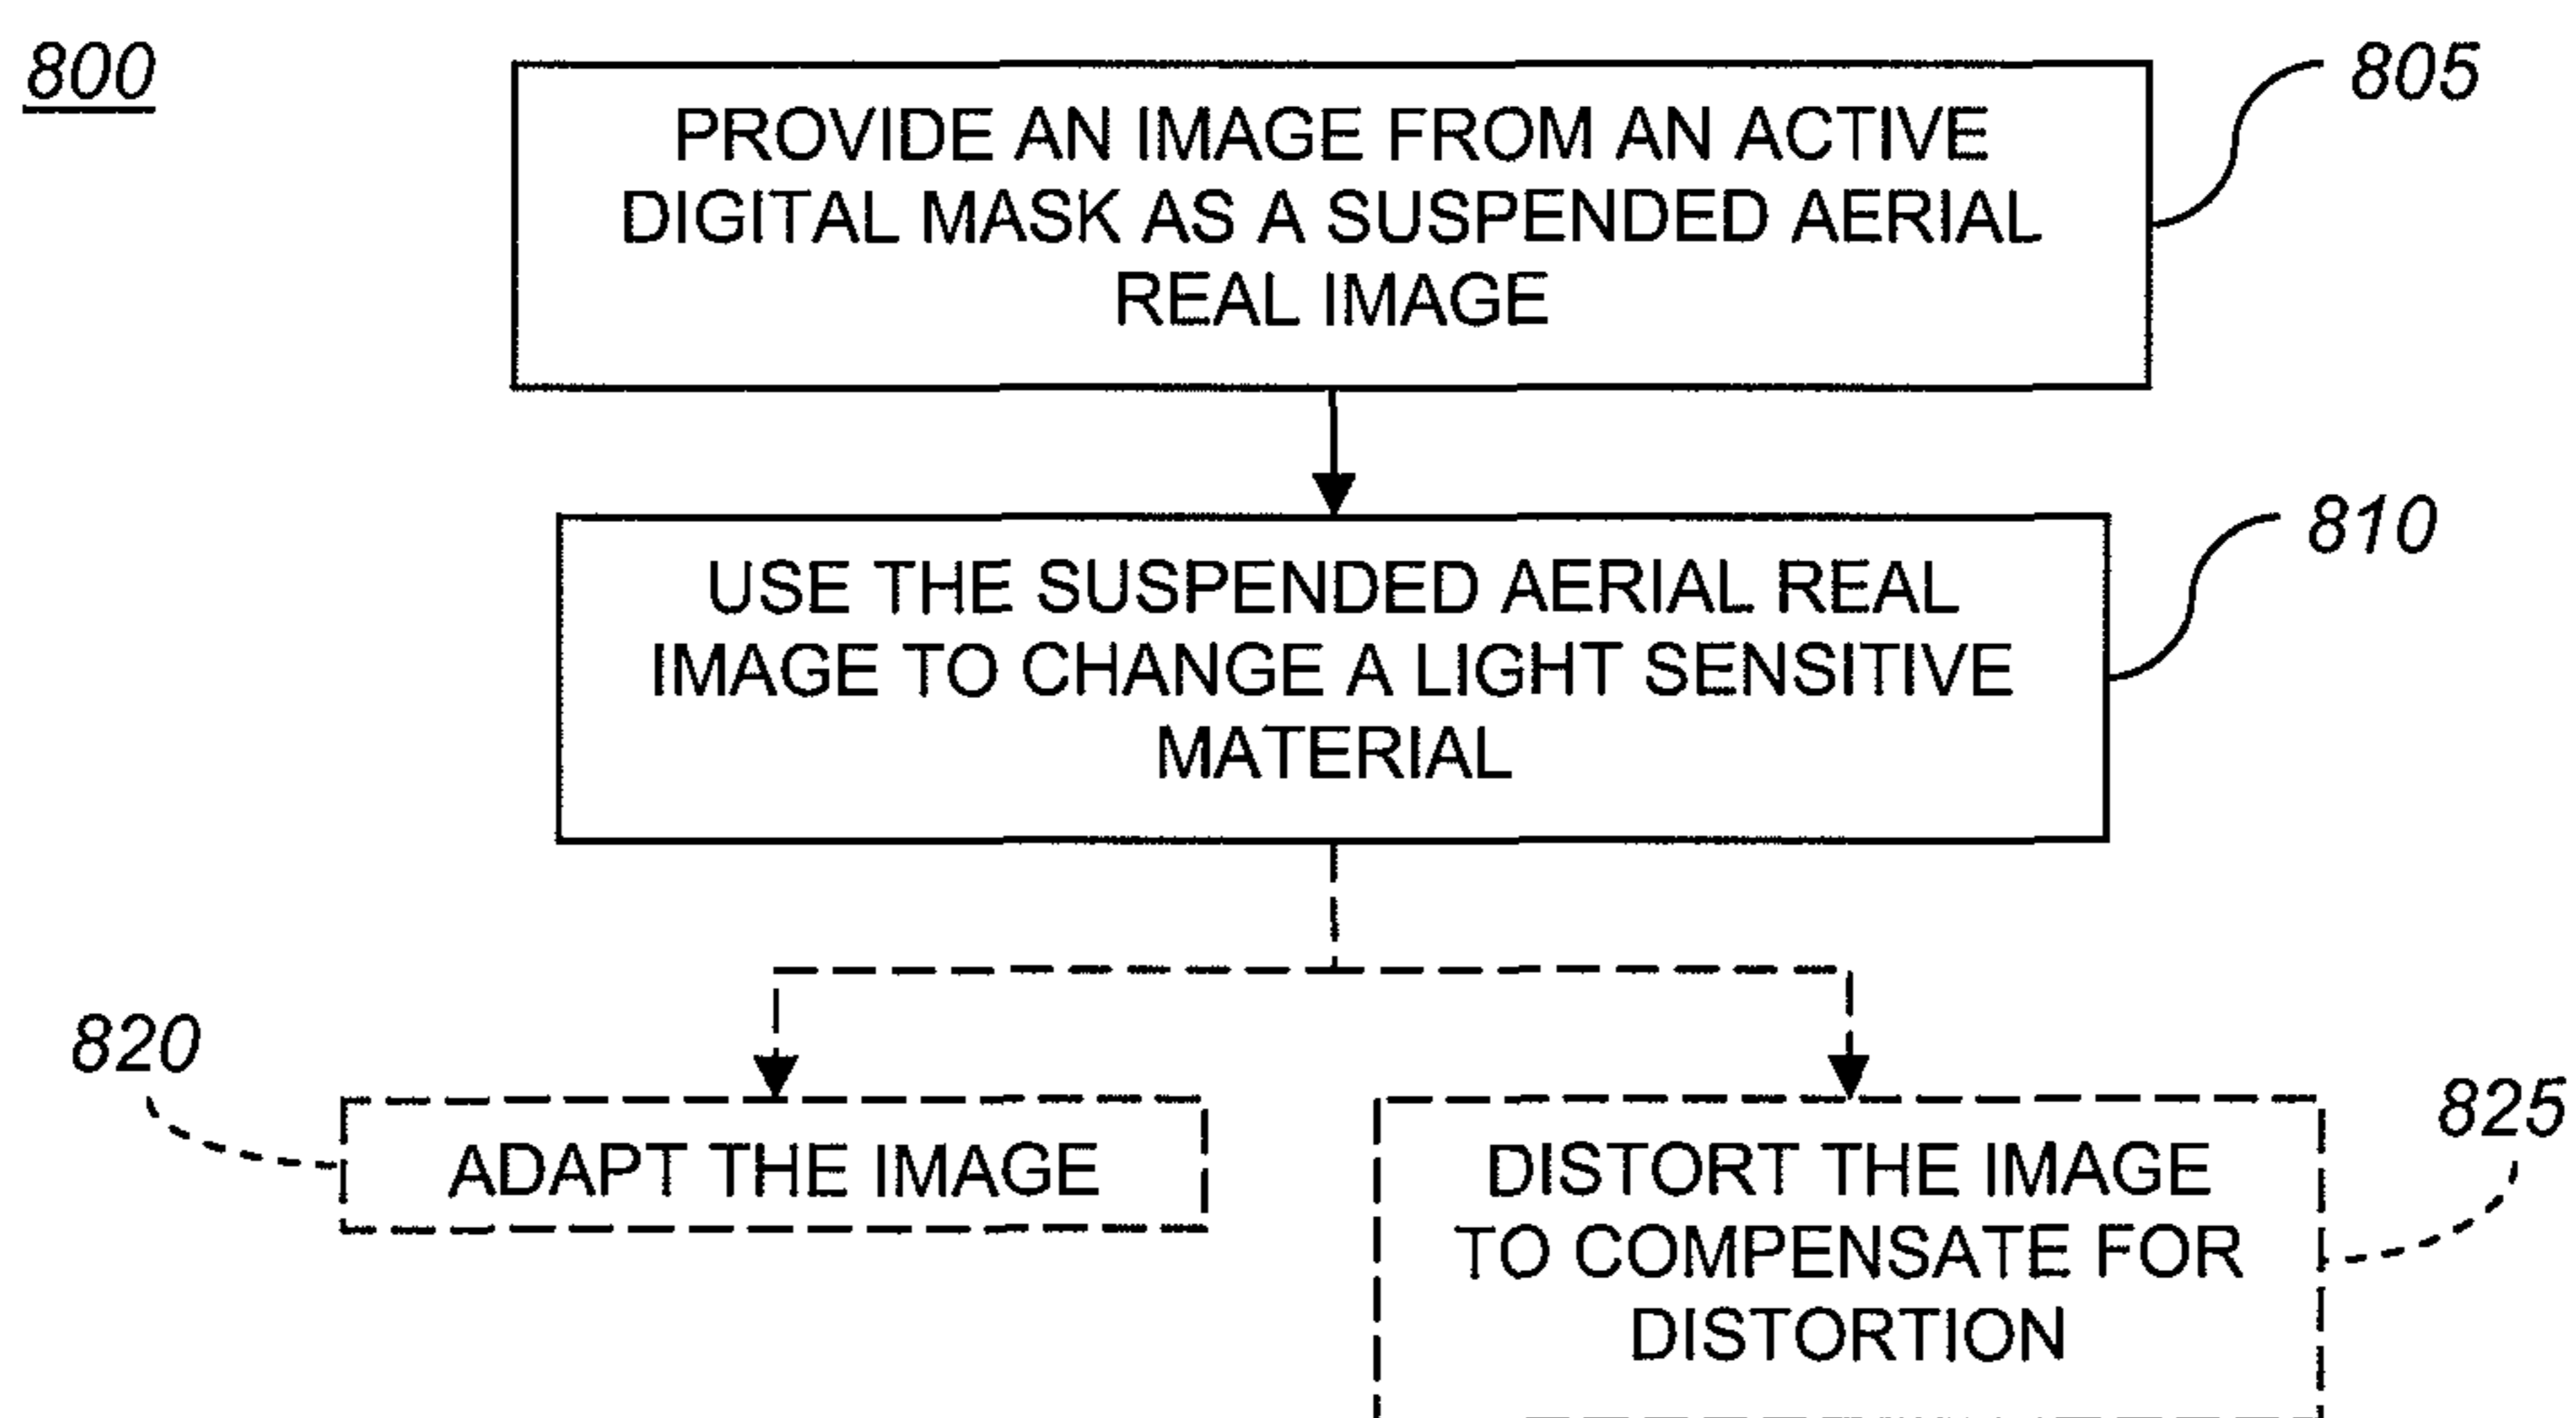 800
805
PROVIDE AN IMAGE FROM AN ACTIVE
DIGITAL MASK AS A SUSPENDED AERIAL
REAL IMAGE
810
USE THE SUSPENDED AERIAL REAL
IMAGE TO CHANGE A LIGHT SENSITIVE
MATERIAL
820
ADAPT THE IMAGE
825
DISTORT THE IMAGE
TO COMPENSATE FOR
DISTORTION